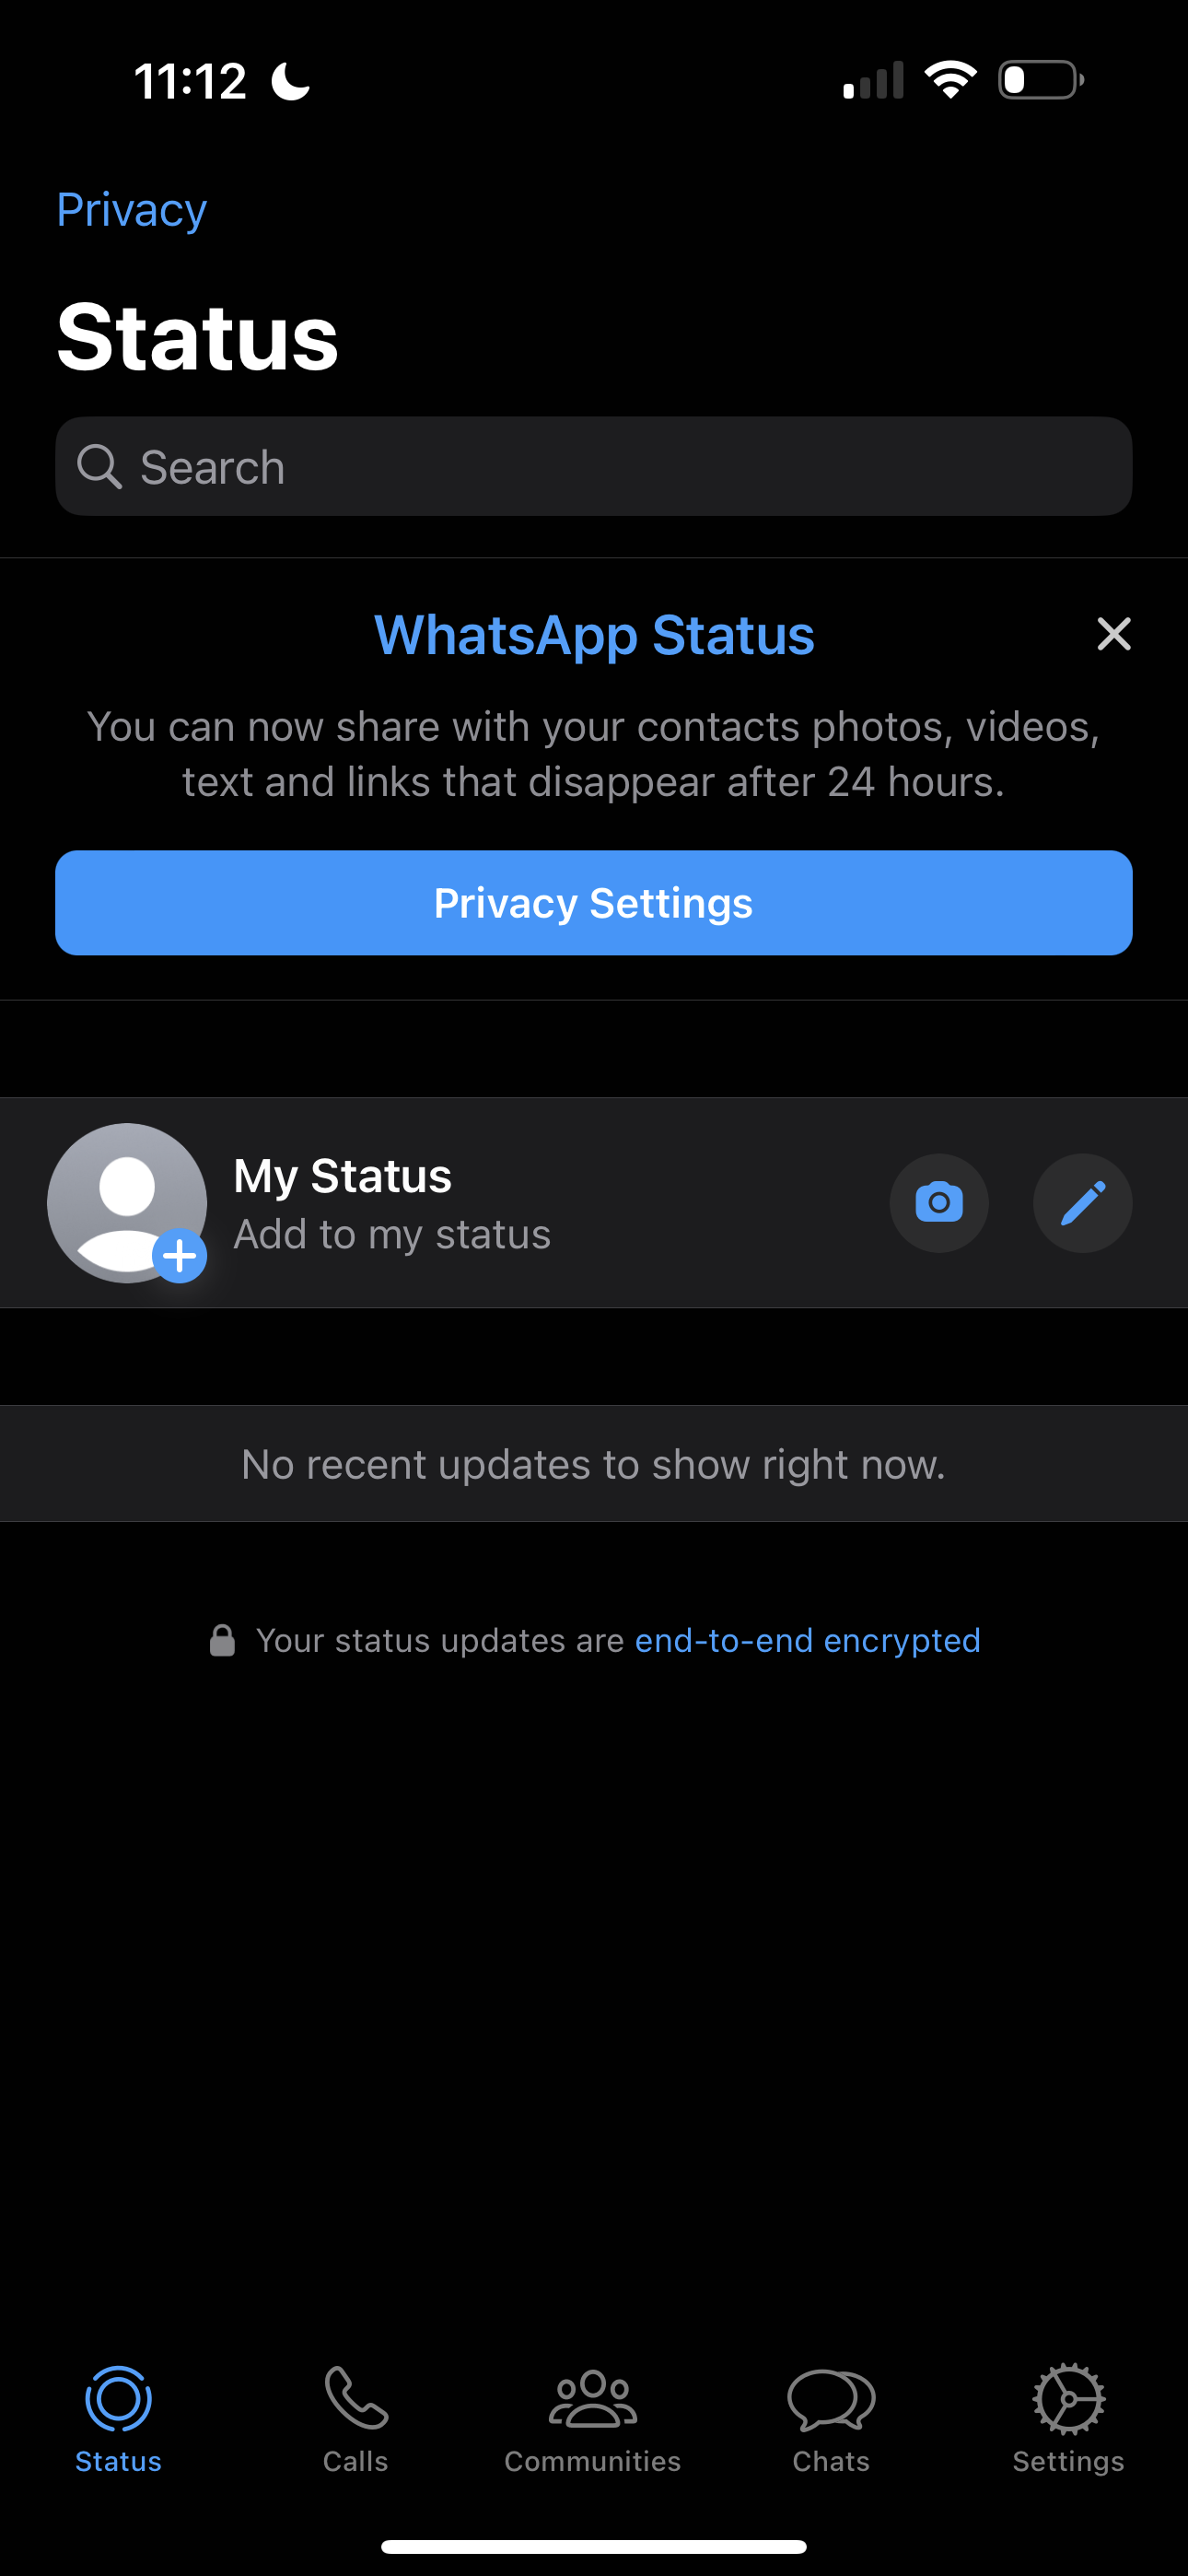 11:12
Privacy
Status
Search
WhatsApp Status
You can now share with your contacts photos, videos,
text and links that disappear after 24 hours.
Privacy Settings
My Status
Add to my status
No recent updates to show right now.
Your status updates are end-to-end encrypted
Status
Calls
Communities
Chats
Settings